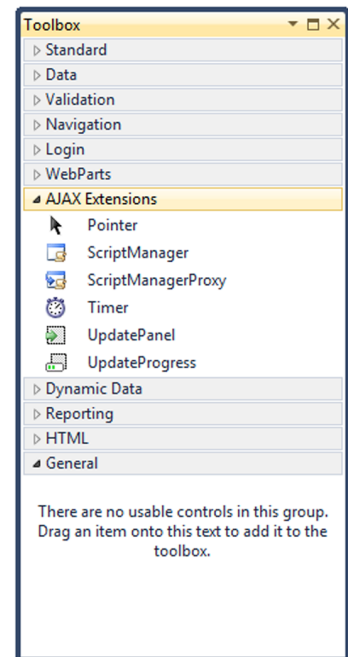 Toolbox
Standard
Data
Validation
Navigation
Login
WebParts
AJAX Extensions
Pointer
ScriptManager
ScriptManagerProxy
Timer
UpdatePanel
UpdateProgress
Dynamic Data
Reporting
HTML
General
There are no usable controls in this group.
Drag an item onto this text to add it to the
toolbox.